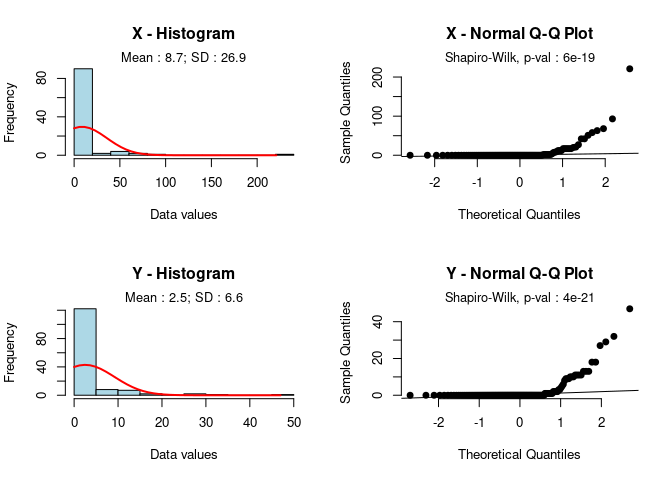 X - Histogram
Mean : 8.7; SD : 26.9
Frequency
80
40
0
0 50 100 150 200
Data values
X - Normal Q-Q Plot
Shapiro-Wilk, p-val : 6e-19
Sample Quantiles
200
100
0
-2 -1 0 1 2
Theoretical Quantiles
Y - Histogram
Mean : 2.5; SD : 6.6
Frequency
80
40
0
0 10 20 30 40 50
Data values
Y - Normal Q-Q Plot
Shapiro-Wilk, p-val : 4e-21
Sample Quantiles
40
20
0
-2 -1 0 1 2
Theoretical Quantiles